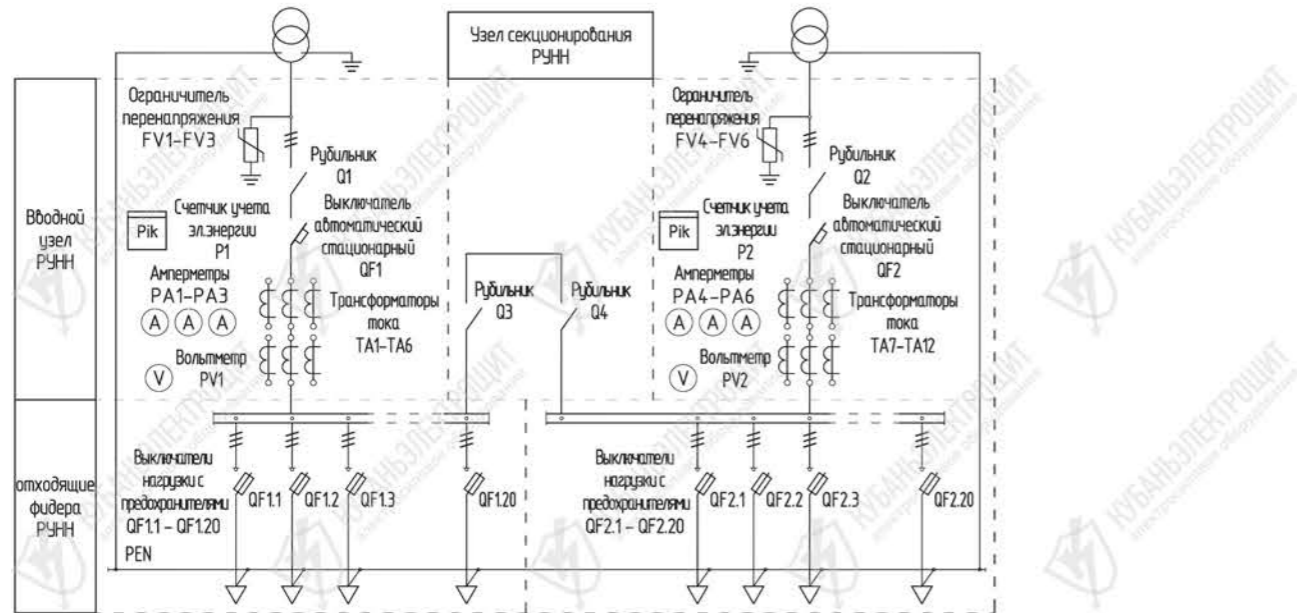 Узел секционирования
РУНН
Вводной
узел
РУНН
Ограничитель
перенапряжения
FV1-FV3
Рубильник
Q1
Счетчик учета
эл.энергии
P1
Pik
Выключатель
автоматический
стационарный
QF1
Амперметры
PA1-PA3
A A A
Трансформаторы
тока
TA1-TA6
Вольтметр
PV1
V
Рубильник
Q3
Рубильник
Q4
Ограничитель
перенапряжения
FV4-FV6
Рубильник
Q2
Счетчик учета
эл.энергии
P2
Pik
Выключатель
автоматический
стационарный
QF2
Амперметры
PA4-PA6
A A A
Трансформаторы
тока
TA7-TA12
Вольтметр
PV2
V
отходящие
фидера
РУНН
Выключатели
нагрузки с
предохранителями
QF1.1 - QF1.20
PEN
QF1.1
QF1.2
QF1.3
QF1.20
Выключатели
нагрузки с
предохранителями
QF2.1 - QF2.20
QF2.1
QF2.2
QF2.3
QF2.20
КУБАНЬЭЛЕКТРОЩИТ
электрощитовое оборудование